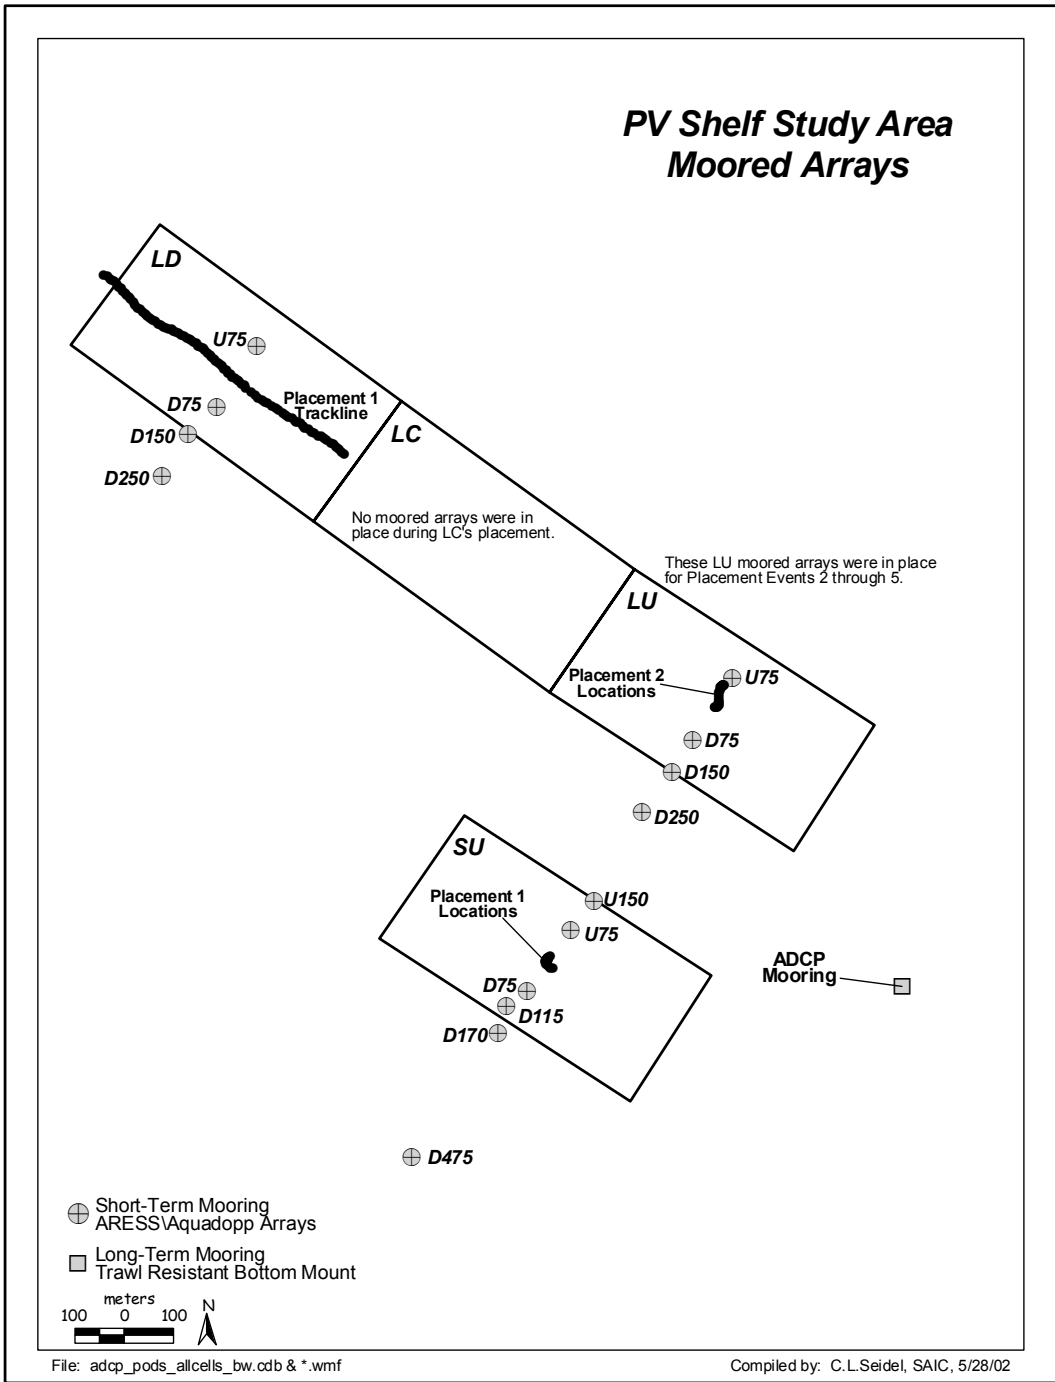 PV Shelf Study Area
Moored Arrays
LD
U75
D75
D150
D250
Placement 1
Trackline
LC
No moored arrays were in
place during LC's placement.
These LU moored arrays were in place
for Placement Events 2 through 5.
LU
Placement 2
Locations
U75
D75
D150
D250
SU
Placement 1
Locations
U150
U75
D75
D115
D170
ADCP
Mooring
D475
Short-Term Mooring
ARESS\Aquadopp Arrays
Long-Term Mooring
Trawl Resistant Bottom Mount
meters
100 0 100
N
File: adcp_pods_allcells_bw.cdb & *.wmf
Compiled by: C.L.Seidel, SAIC, 5/28/02